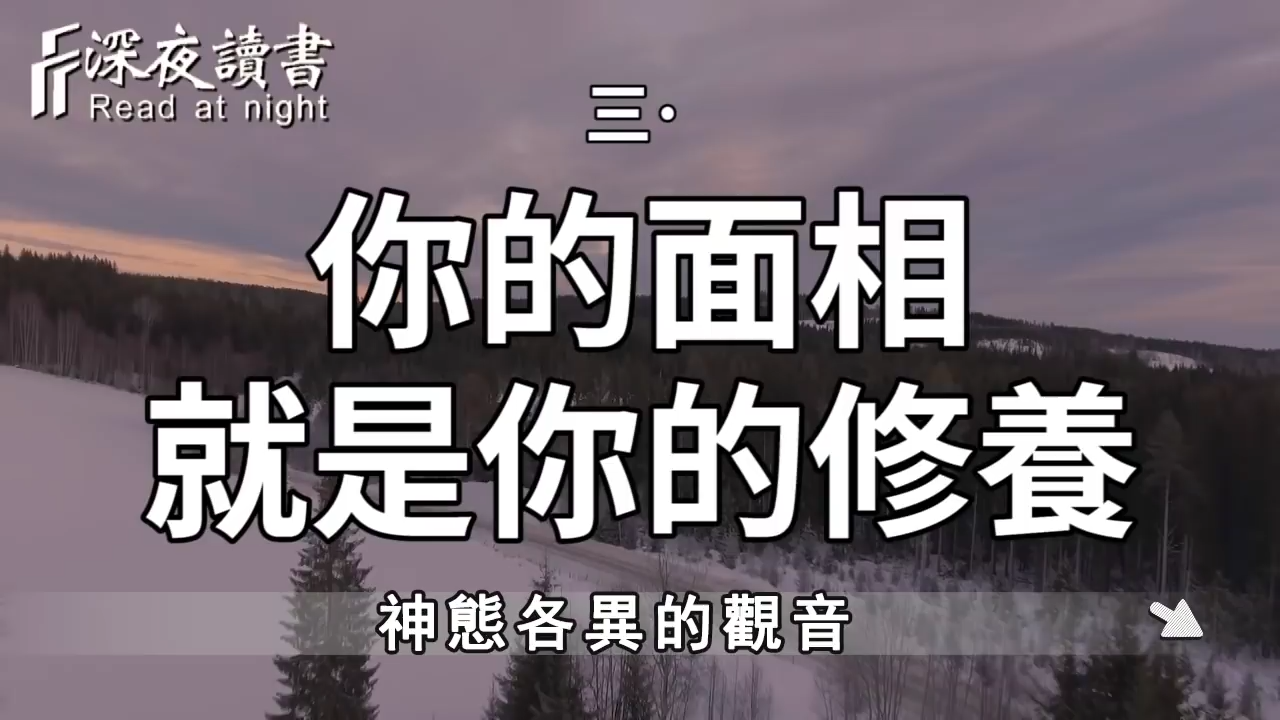 深夜讀書
Read at night
三·
你的面相
就是你的修養
神態各異的觀音